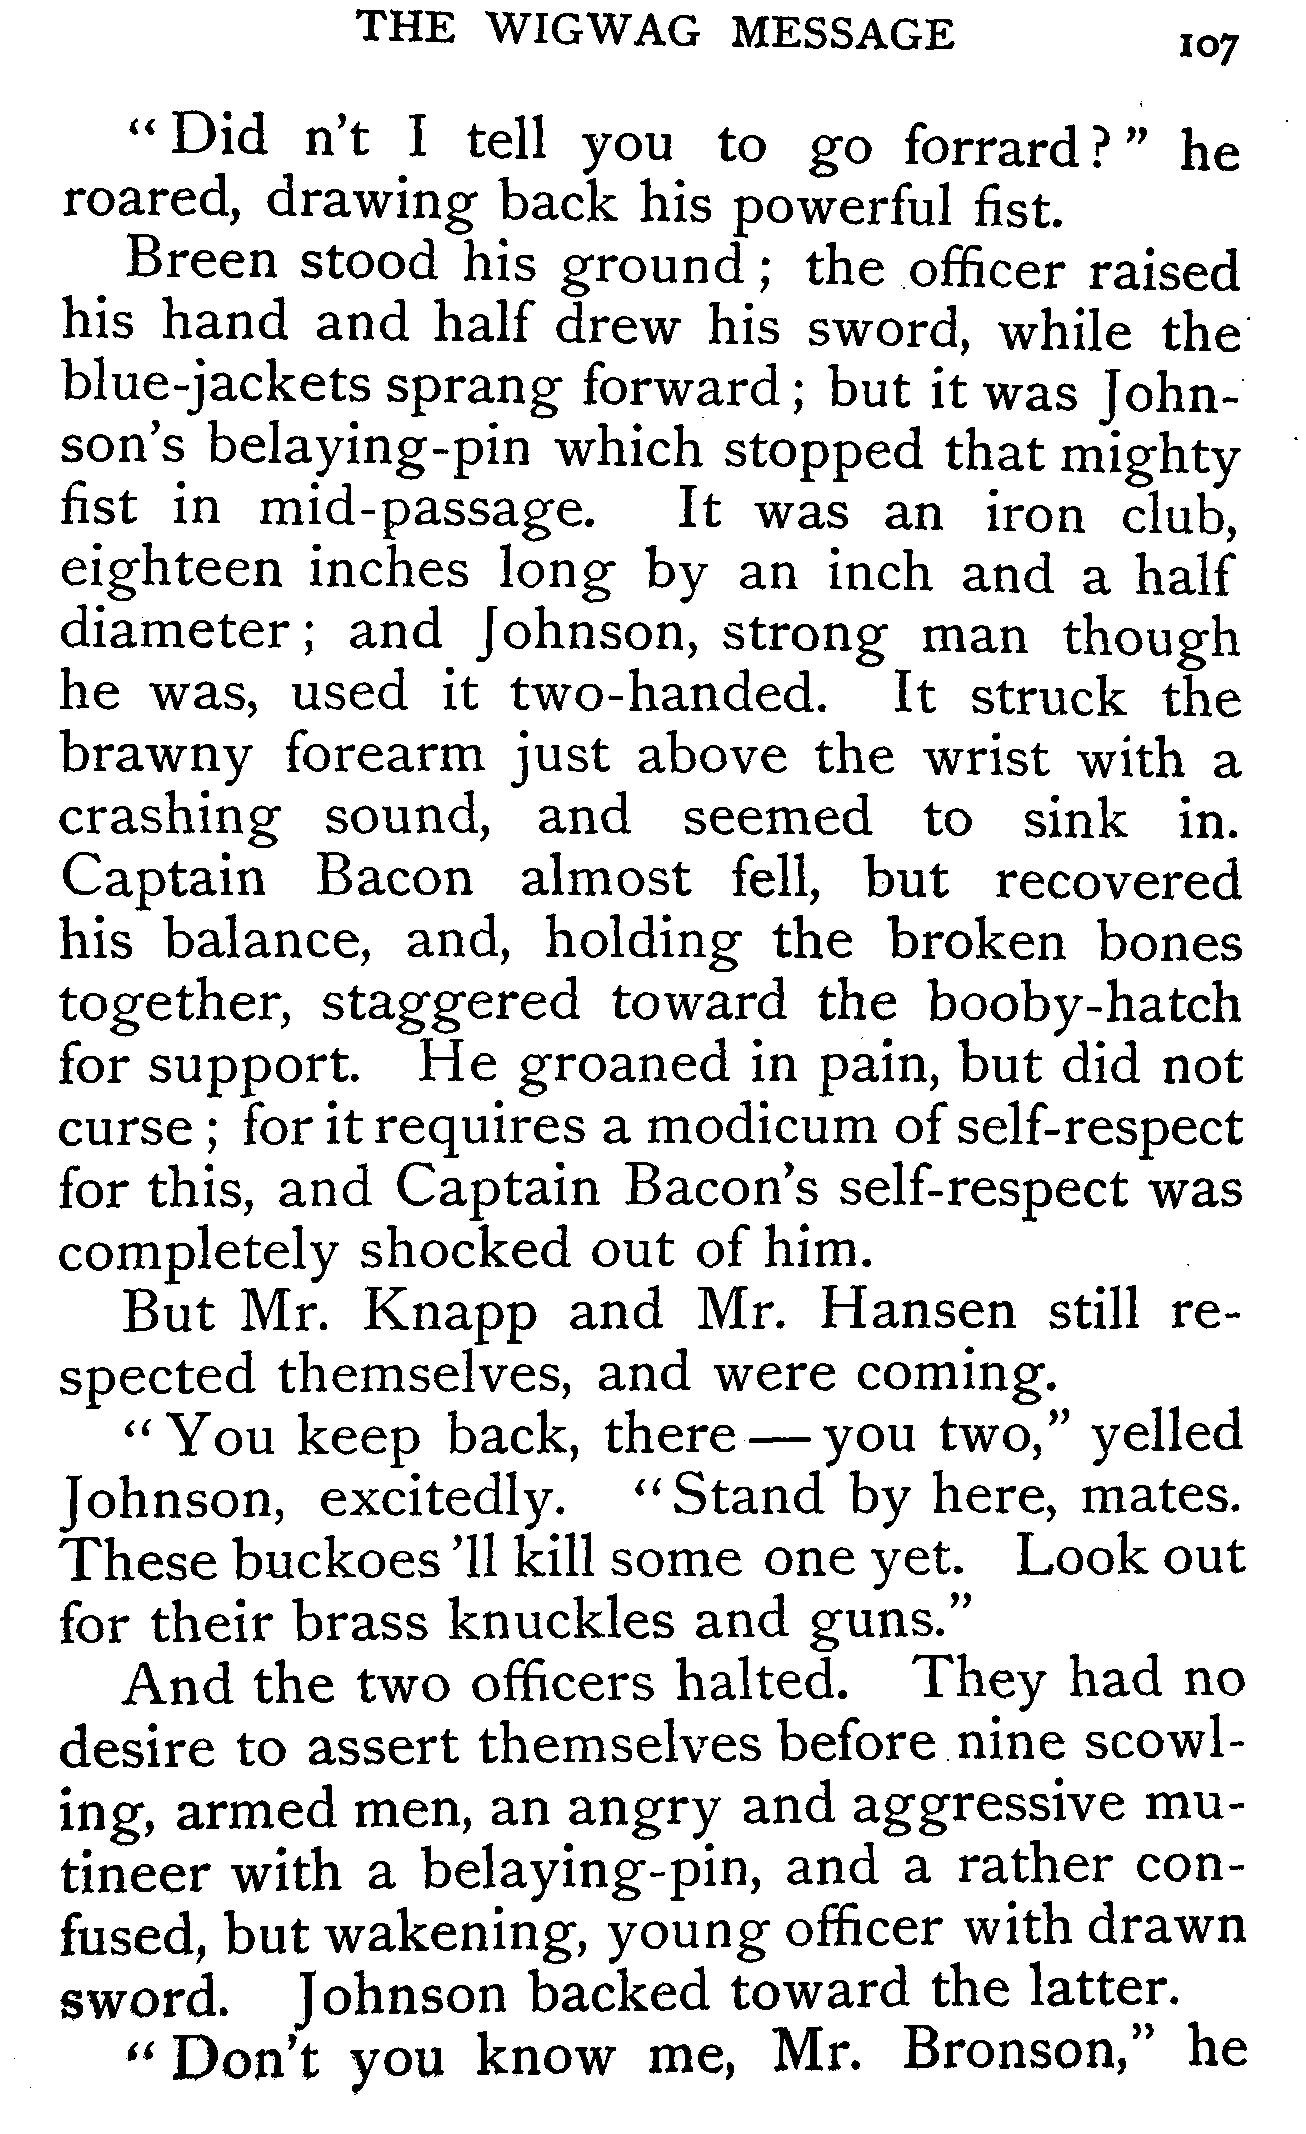 THE WIGWAG MESSAGE 107
"Did n't I tell you to go forrard?" he
roared, drawing back his powerful fist.
Breen stood his ground; the officer raised
his hand and half drew his sword, while the
blue-jackets sprang forward; but it was John-
son's belaying-pin which stopped that mighty
fist in mid-passage. It was an iron club,
eighteen inches long by an inch and a half
diameter; and Johnson, strong man though
he was, used it two-handed. It struck the
brawny forearm just above the wrist with a
crashing sound, and seemed to sink in.
Captain Bacon almost fell, but recovered
his balance, and, holding the broken bones
together, staggered toward the booby-hatch
for support. He groaned in pain, but did not
curse; for it requires a modicum of self-respect
for this, and Captain Bacon's self-respect was
completely shocked out of him.
But Mr. Knapp and Mr. Hansen still re-
spected themselves, and were coming.
"You keep back, there—you two," yelled
Johnson, excitedly. "Stand by here, mates.
These buckoes 'll kill some one yet. Look out
for their brass knuckles and guns."
And the two officers halted. They had no
desire to assert themselves before nine scowl-
ing, armed men, an angry and aggressive mu-
tineer with a belaying-pin, and a rather con-
fused, but wakening, young officer with drawn
sword. Johnson backed toward the latter.
"Don't you know me, Mr. Bronson," he